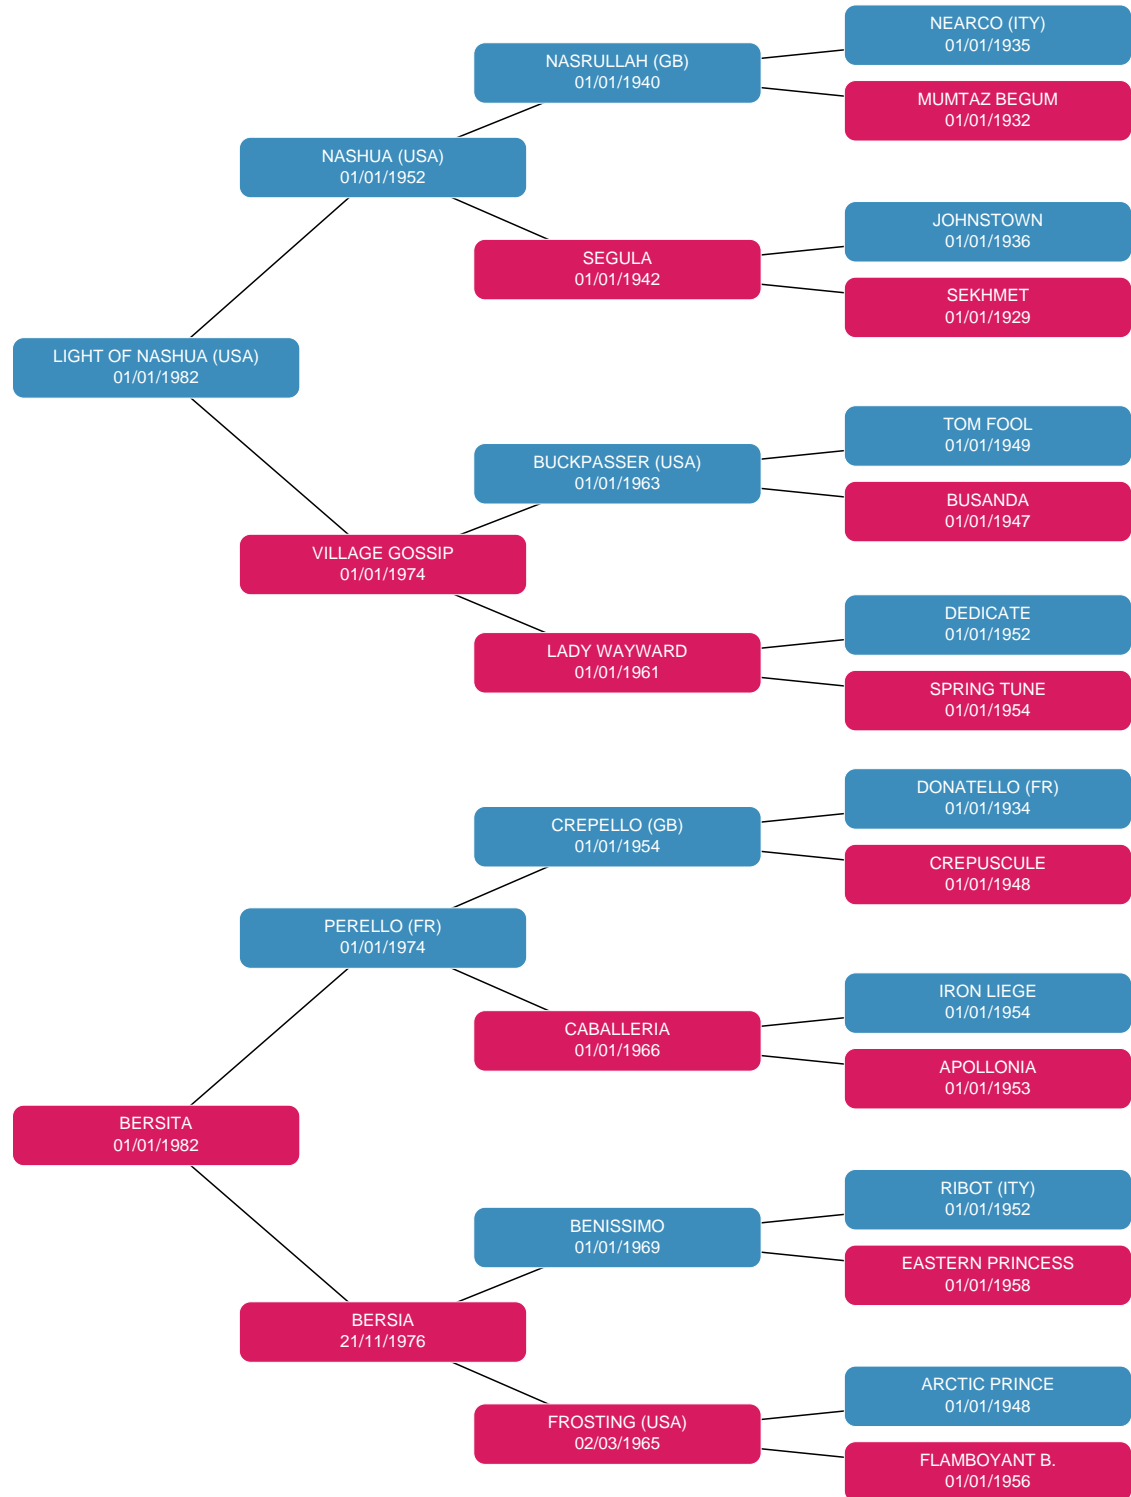 NEARCO (ITY)
01/01/1935
NASRULLAH (GB)
01/01/1940
MUMTAZ BEGUM
01/01/1932
NASHUA (USA)
01/01/1952
JOHNSTOWN
01/01/1936
SEGULA
01/01/1942
SEKHMET
01/01/1929
LIGHT OF NASHUA (USA)
01/01/1982
TOM FOOL
01/01/1949
BUCKPASSER (USA)
01/01/1963
BUSANDA
01/01/1947
VILLAGE GOSSIP
01/01/1974
DEDICATE
01/01/1952
LADY WAYWARD
01/01/1961
SPRING TUNE
01/01/1954
DONATELLO (FR)
01/01/1934
CREPELLO (GB)
01/01/1954
CREPUSCULE
01/01/1948
PERELLO (FR)
01/01/1974
IRON LIEGE
01/01/1954
CABALLERIA
01/01/1966
APOLLONIA
01/01/1953
BERSITA
01/01/1982
RIBOT (ITY)
01/01/1952
BENISSIMO
01/01/1969
EASTERN PRINCESS
01/01/1958
BERSIA
21/11/1976
ARCTIC PRINCE
01/01/1948
FROSTING (USA)
02/03/1965
FLAMBOYANT B.
01/01/1956